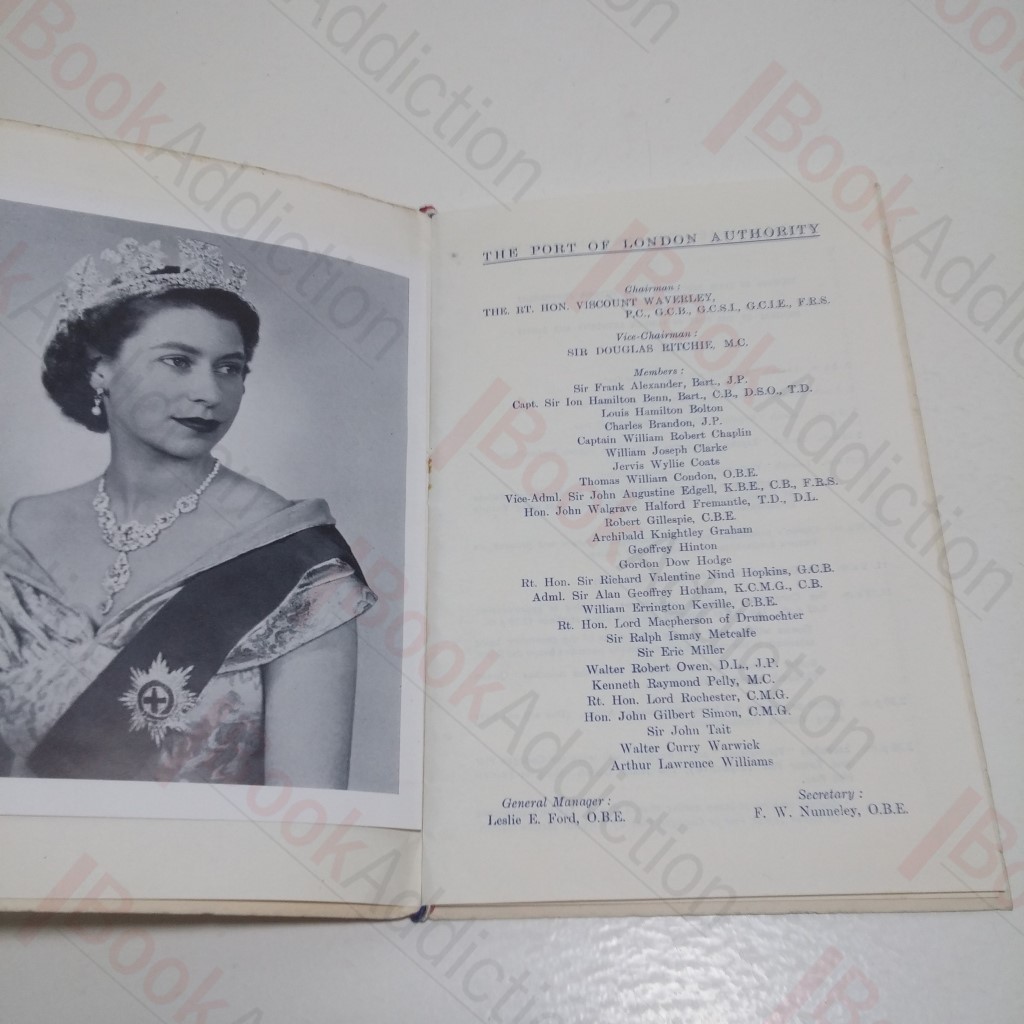 THE PORT OF LONDON AUTHORITY
Chairman:
THE RT. HON. VISCOUNT WAVERLEY,
P.C., G.C.B., G.C.S.I., G.C.I.E., F.R.S.
Vice-Chairman:
SIR DOUGLAS RITCHIE, M.C.
Members:
Sir Frank Alexander, Bart., J.P.
Capt. Sir Ion Hamilton Benn, Bart., C.B., D.S.O., T.D.
Louis Hamilton Bolton
Charles Brandon, J.P.
Captain William Robert Chaplin
William Joseph Clarke
Jervis Wyllie Coats
Thomas William Condon, O.B.E.
Vice-Adml. Sir John Augustine Edgell, K.B.E., C.B., F.R.S.
Hon. John Walgrave Halford Fremantle, T.D., D.L.
Robert Gillespie, C.B.E.
Archibald Knightley Graham
Geoffrey Hinton
Gordon Dow Hodge
Rt. Hon. Sir Richard Valentine Nind Hopkins, G.C.B.
Adml. Sir Alan Geoffrey Hotham, K.C.M.G., C.B.
William Errington Keville, C.B.E.
Rt. Hon. Lord Macpherson of Drumochter
Sir Ralph Ismay Metcalfe
Sir Eric Miller
Walter Robert Owen, D.L., J.P.
Kenneth Raymond Pelly, M.C.
Rt. Hon. Lord Rochester, C.M.G.
Hon. John Gilbert Simon, C.M.G.
Sir John Tait
Walter Curry Warwick
Arthur Lawrence Williams
General Manager:
Leslie E. Ford, O.B.E.
Secretary:
F. W. Nunneley, O.B.E.
BookAddiction
BookAddiction
BookAddiction
BookAddiction
BookAddiction
BookAddiction